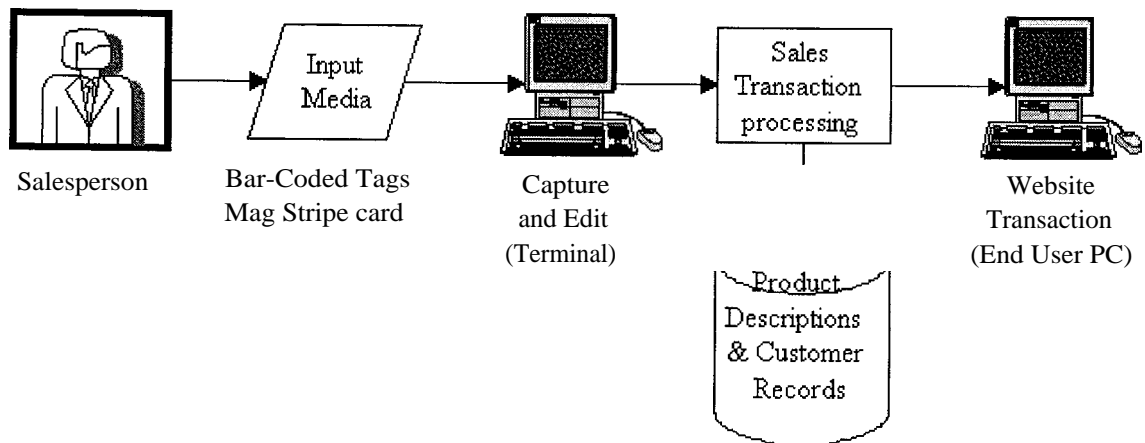 Salesperson
Input
Media
Bar-Coded Tags
Mag Stripe card
Capture
and Edit
(Terminal)
Sales
Transaction
processing
Website
Transaction
(End User PC)
Product
Descriptions
& Customer
Records